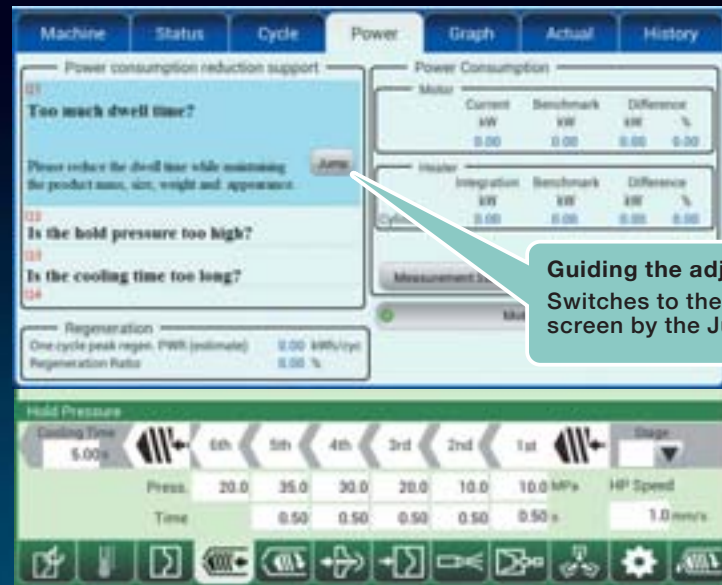 Machine Status Cycle Power Graph Actual History
Power consumption reduction support
Q1
Too much dwell time?
Please reduce the dwell time while maintaining
the product mass, size, weight and appearance.
Jump
Q2
Is the hold pressure too high?
Q3
Is the cooling time too long?
Q4
Regeneration
One cycle peak regen. PWR (estimate) 0.00 kWh/cyc
Regeneration Ratio 0.00 %
Power Consumption
Motor
Current Benchmark Difference
kW kW kW %
0.00 0.00 0.00 0.00
Heater
Integration Benchmark Difference
kW kW kW %
0.00 0.00 0.00 0.00
Measurement
Guiding the adj
Switches to the
screen by the Ju
Hold Pressure
Cooling Time
5.00 s
6th 5th 4th 3rd 2nd 1st
Stage
Press. 20.0 35.0 30.0 20.0 10.0 10.0 MPa
HP Speed
Time 0.50 0.50 0.50 0.50 0.50 s
1.0 mm/s